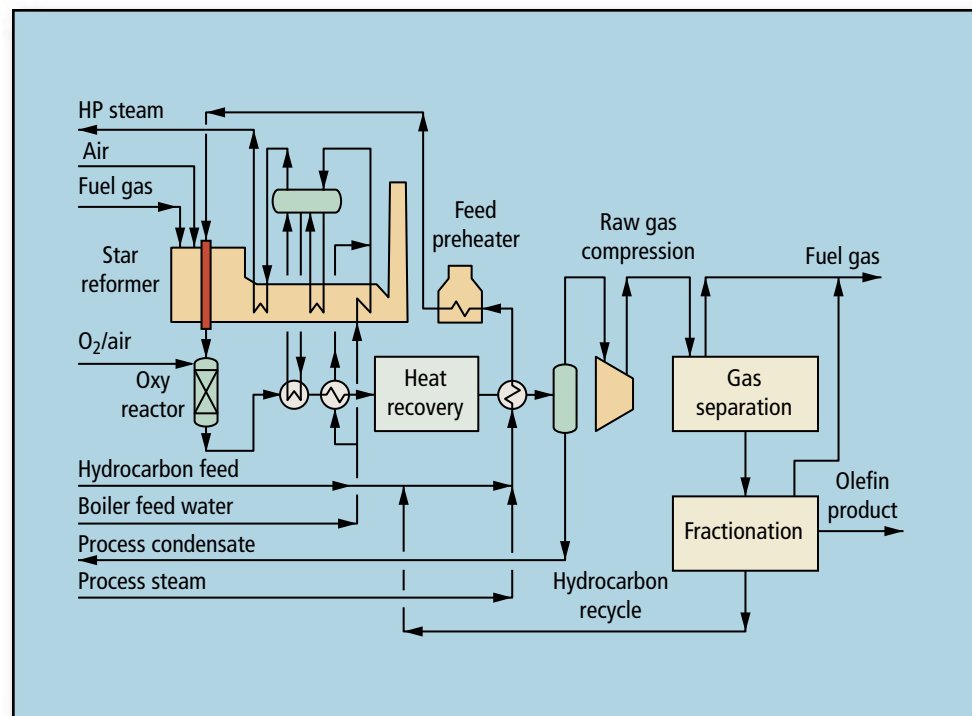 HP steam
Air
Fuel gas
Star
reformer
O₂/air
Oxy
reactor
Feed
preheater
Raw gas
compression
Fuel gas
Heat
recovery
Gas
separation
Hydrocarbon feed
Boiler feed water
Process condensate
Process steam
Fractionation
Olefin
product
Hydrocarbon
recycle